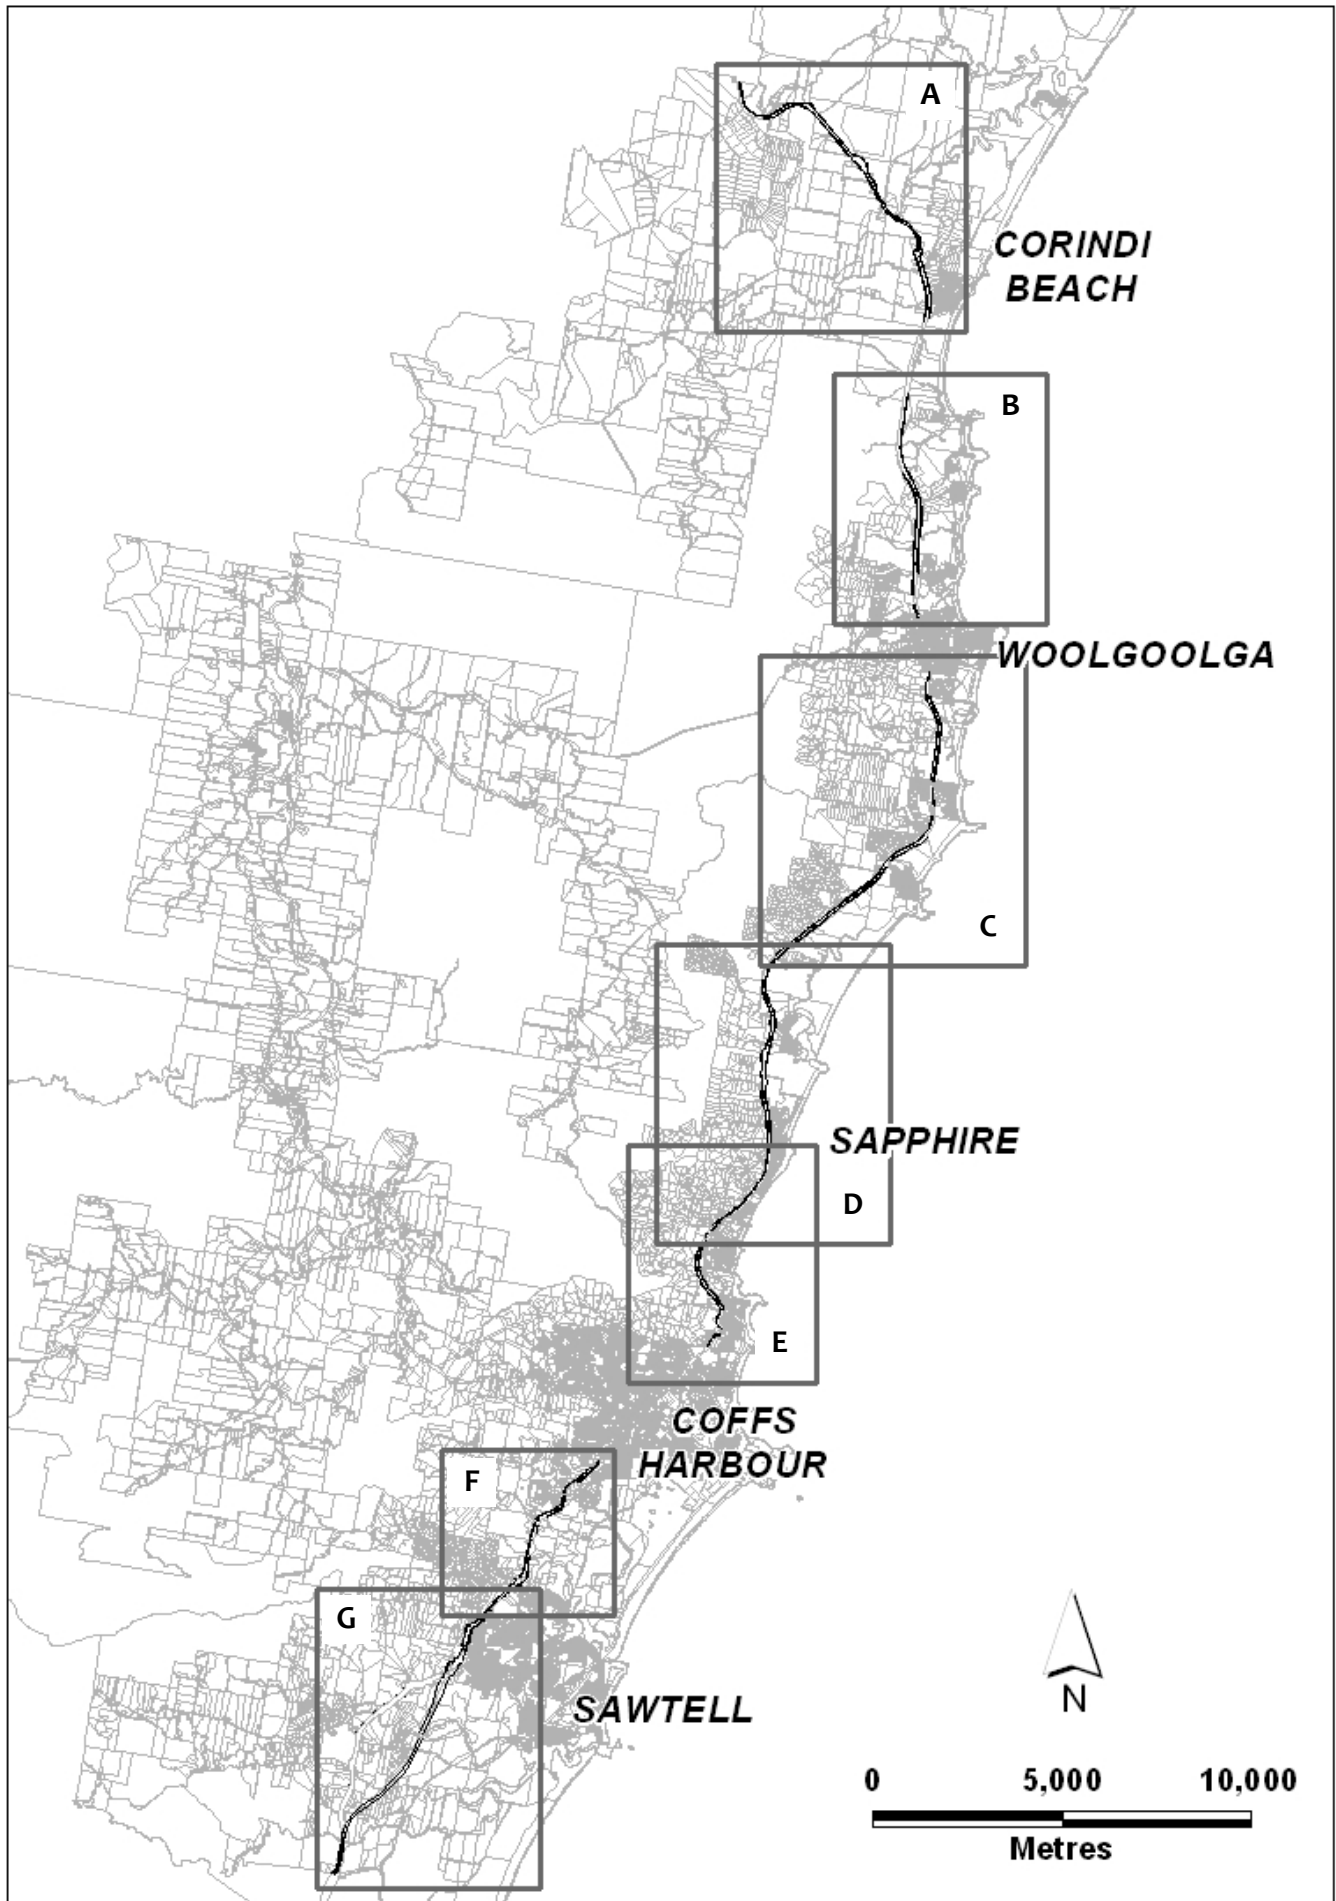 A
CORINDI
BEACH
B
WOOLGOOLGA
C
SAPPHIRE
D
E
COFFS
HARBOUR
F
G
SAWTELL
N
0 5,000 10,000
Metres